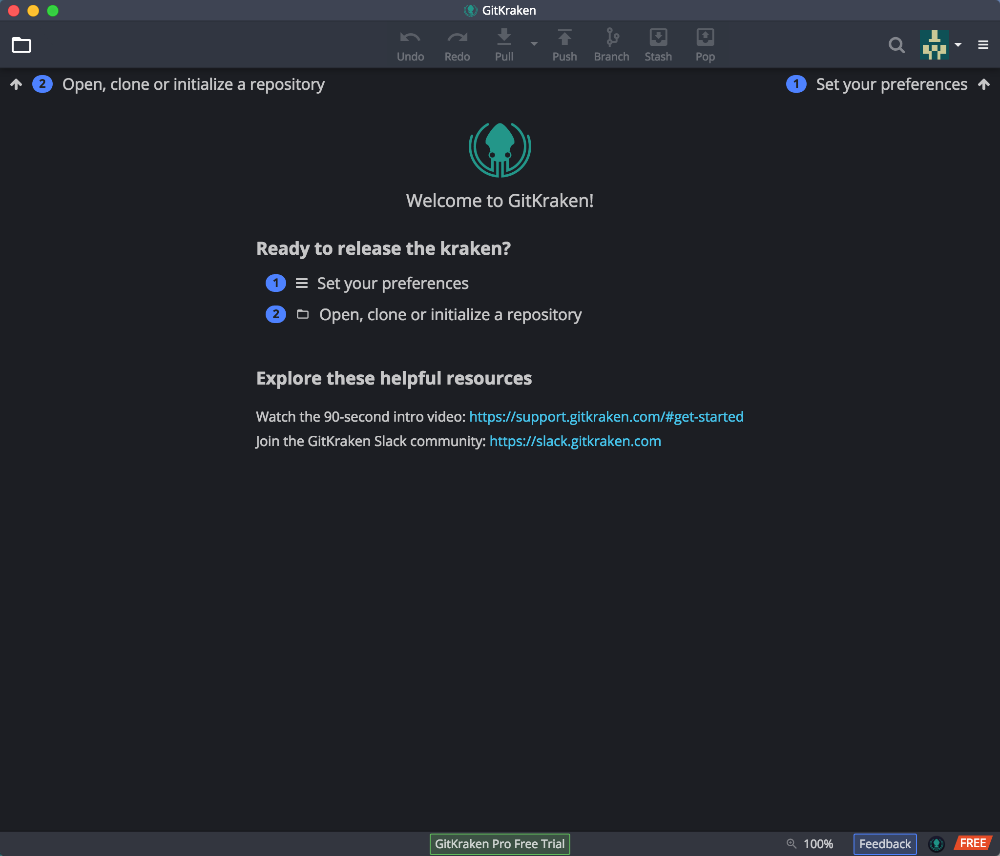 GitKraken
Undo Redo Pull Push Branch Stash Pop
2 Open, clone or initialize a repository
1 Set your preferences
Welcome to GitKraken!
Ready to release the kraken?
1 Set your preferences
2 Open, clone or initialize a repository
Explore these helpful resources
Watch the 90-second intro video: https://support.gitkraken.com/#get-started
Join the GitKraken Slack community: https://slack.gitkraken.com
GitKraken Pro Free Trial
100%
Feedback
FREE